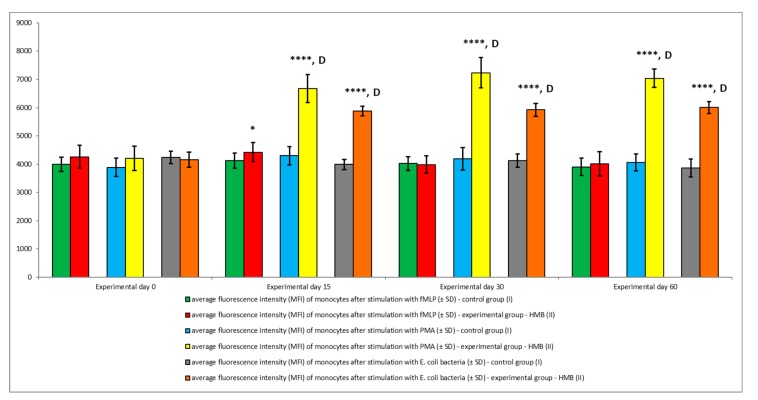 9000
8000
7000
6000
5000
4000
3000
2000
1000
0
*
****, D
****, D
****, D
****, D
****, D
****, D
Experimental day 0
Experimental day 15
Experimental day 30
Experimental day 60
average fluorescence intensity (MFI) of monocytes after stimulation with fMLP (± SD) - control group (I)
average fluorescence intensity (MFI) of monocytes after stimulation with fMLP (± SD) - experimental group - HMB (II)
average fluorescence intensity (MFI) of monocytes after stimulation with PMA (± SD) - control group (I)
average fluorescence intensity (MFI) of monocytes after stimulation with PMA (± SD) - experimental group - HMB (II)
average fluorescence intensity (MFI) of monocytes after stimulation with E. coli bacteria (± SD) - control group (I)
average fluorescence intensity (MFI) of monocytes after stimulation with E. coli bacteria (± SD) - experimental group - HMB (II)